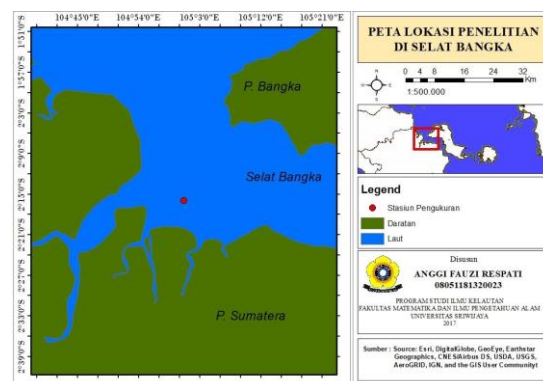 104°45'0"E 104°54'0"E 105°3'0"E 105°12'0"E 105°21'0"E
1°51'0"S
1°57'0"S
2°3'0"S
2°9'0"S
2°15'0"S
2°21'0"S
2°27'0"S
2°33'0"S
2°39'0"S
P. Bangka
Selat Bangka
P. Sumatera
PETA LOKASI PENELITIAN
DI SELAT BANGKA
0 4 8 16 24 32
Km
1:500.000
Legend
Stasiun Pengukuran
Daratan
Laut
Disusun
ANGGI FAUZI RESPATI
08051181320023
PROGRAM STUDI ILMU KELAUTAN
FAKULTAS MATEMATIKA DAN ILMU PENGETAHUAN ALAM
UNIVERSITAS SRIWIJAYA
2017
Sumber : Source: Esri, DigitalGlobe, GeoEye, Earthstar
Geographics, CNES/Airbus DS, USDA, USGS,
AeroGRID, IGN, and the GIS User Community